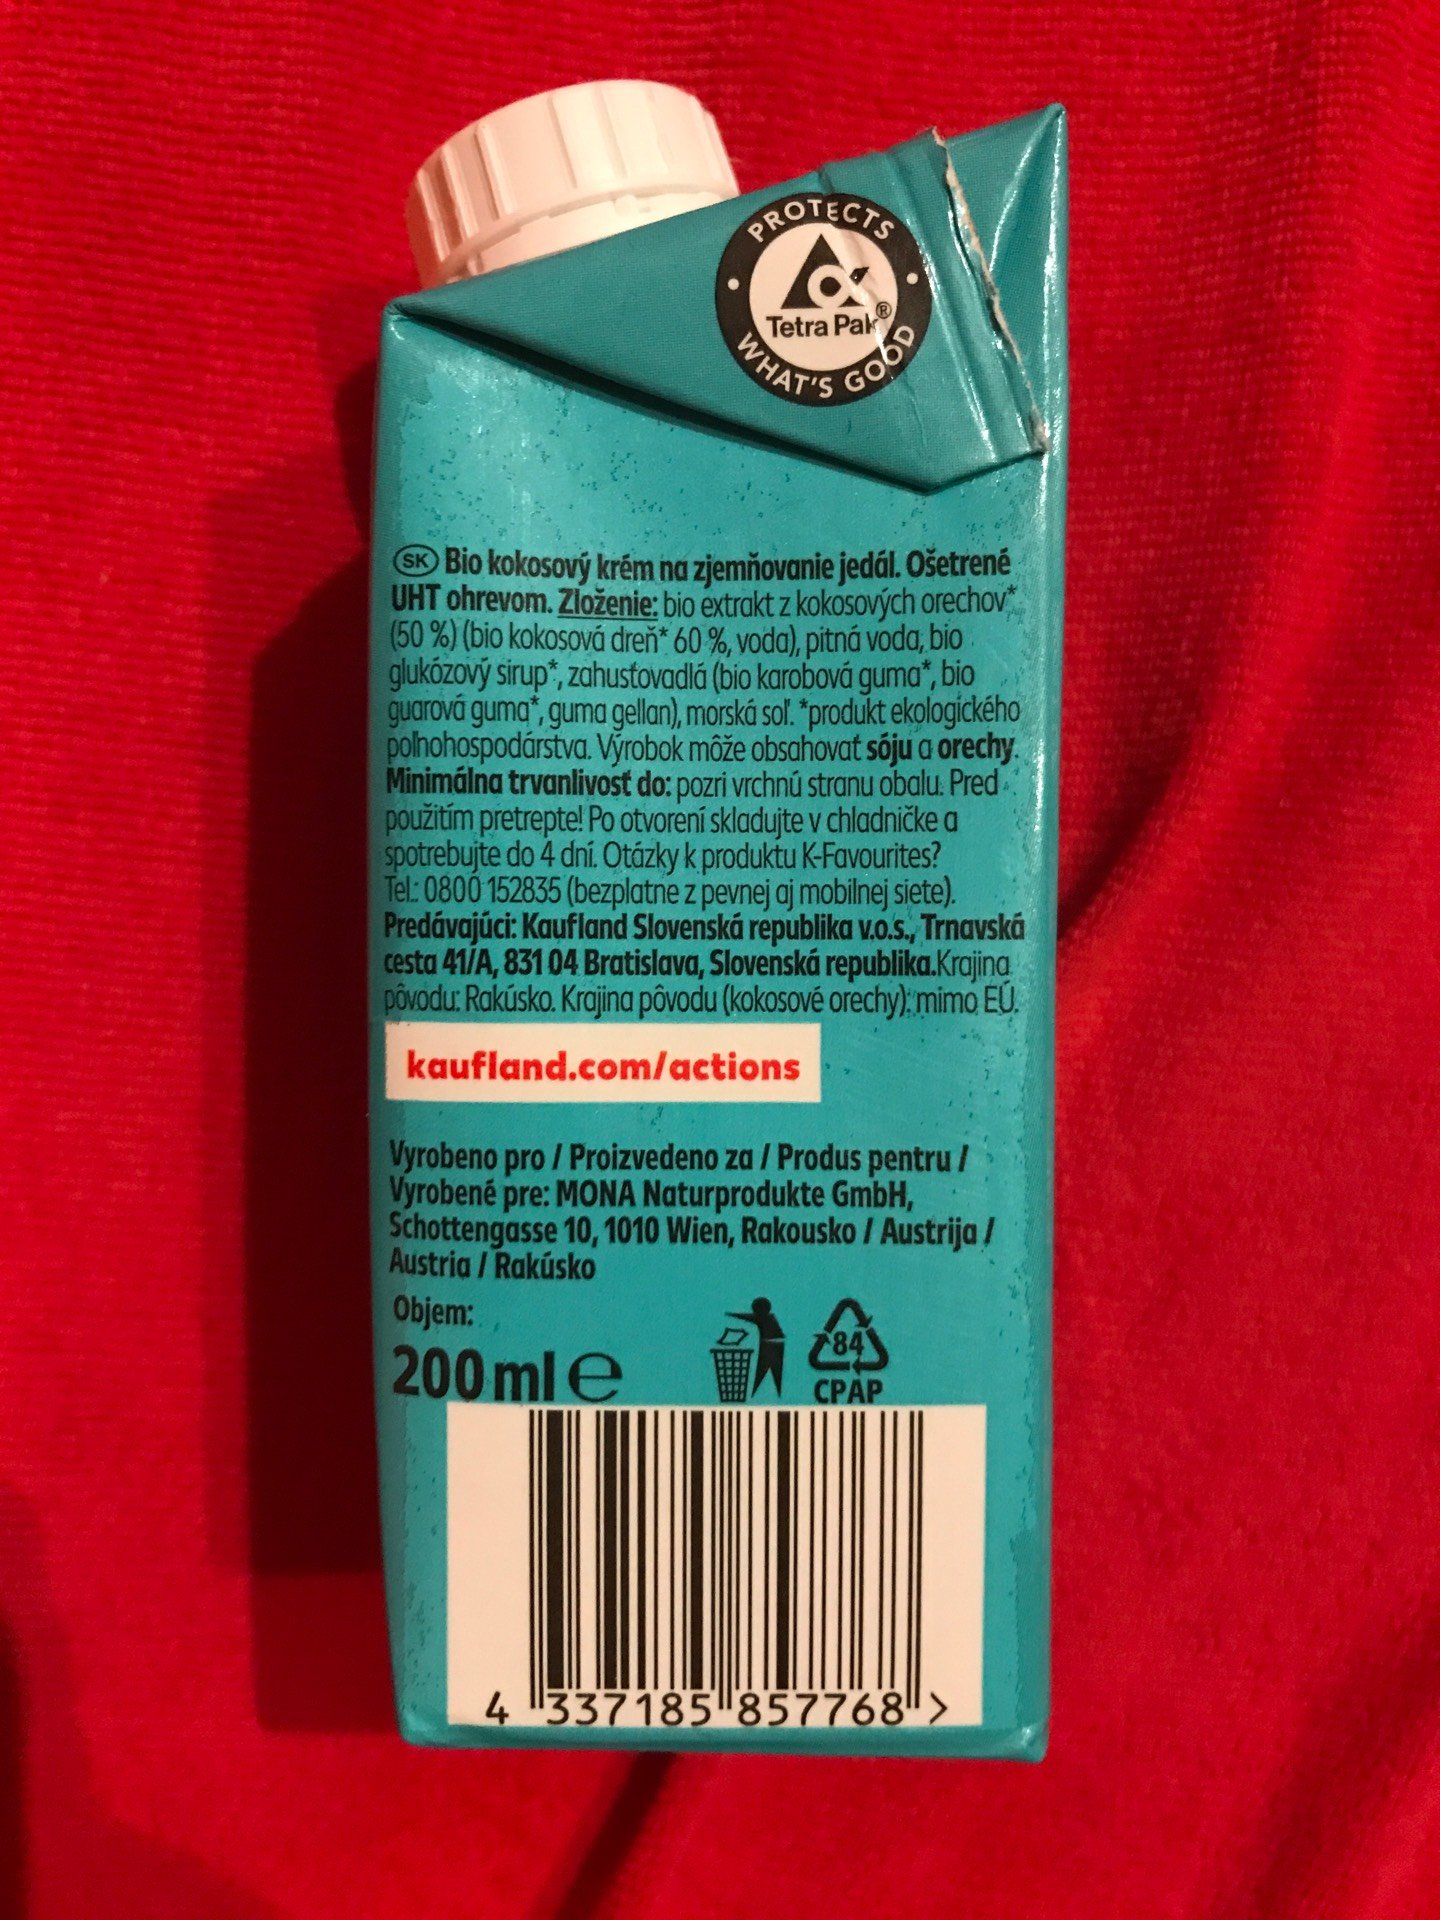 PROTECTS
Tetra Pak®
WHAT'S GOOD
SK Bio kokosový krém na zjemňovanie jedál. Ošetrené
UHT ohrevom. Zloženie: bio extrakt z kokosových orechov*
(50 %) (bio kokosová dreň* 60 %, voda), pitná voda, bio
glukózový sirup*, zahusťovadlá (bio karobová guma*, bio
guarová guma*, guma gellan), morská soľ. *produkt ekologického
poľnohospodárstva. Výrobok môže obsahovať sóju a orechy.
Minimálna trvanlivosť do: pozri vrchnú stranu obalu. Pred
použitím pretrepte! Po otvorení skladujte v chladničke a
spotrebujte do 4 dní. Otázky k produktu K-Favourites?
Tel.: 0800 152835 (bezplatne z pevnej aj mobilnej siete).
Predávajúci: Kaufland Slovenská republika v.o.s., Trnavská
cesta 41/A, 831 04 Bratislava, Slovenská republika.Krajina
pôvodu: Rakúsko. Krajina pôvodu (kokosové orechy): mimo EÚ.
kaufland.com/actions
Vyrobeno pro / Proizvedeno za / Produs pentru /
Vyrobené pre: MONA Naturprodukte GmbH,
Schottengasse 10, 1010 Wien, Rakousko / Austrija /
Austria / Rakúsko
Objem:
200 ml ℮
84
CPAP
4 337185 857768 >